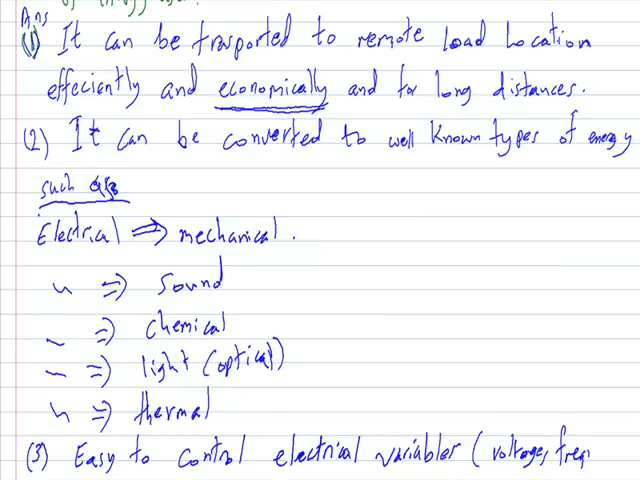 Ans
(1) It can be trasported to remote load location
effeciently and economically and for long distances.
(2) It can be converted to well known types of energy
such as
Electrical ⇒ mechanical.
〃 ⇒ Sound
〃 ⇒ chemical
〃 ⇒ light (optical)
〃 ⇒ thermal
(3) Easy to control electrical variabler (voltage, freq